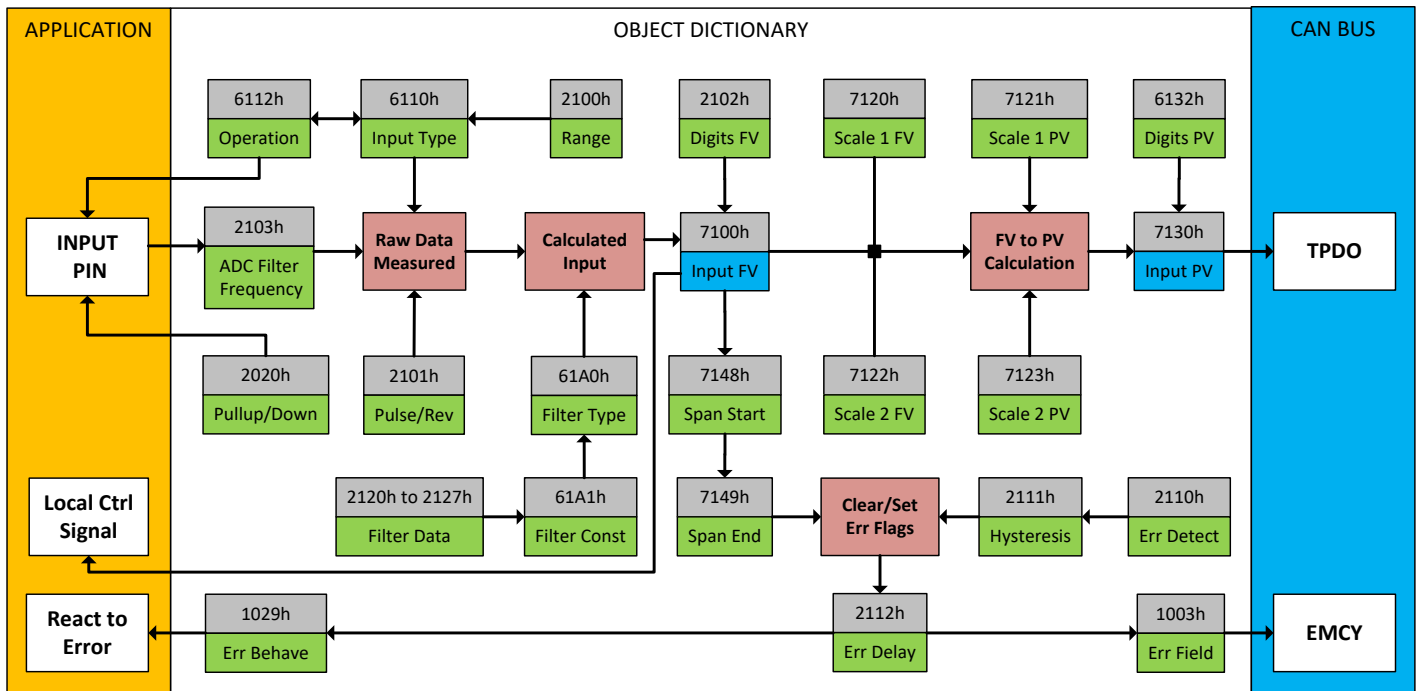 APPLICATION
OBJECT DICTIONARY
CAN BUS
6112h
Operation
6110h
Input Type
2100h
Range
2102h
Digits FV
7120h
Scale 1 FV
7121h
Scale 1 PV
6132h
Digits PV
INPUT
PIN
2103h
ADC Filter
Frequency
Raw Data
Measured
Calculated
Input
7100h
Input FV
FV to PV
Calculation
7130h
Input PV
TPDO
2020h
Pullup/Down
2101h
Pulse/Rev
61A0h
Filter Type
7148h
Span Start
7122h
Scale 2 FV
7123h
Scale 2 PV
Local Ctrl
Signal
2120h to 2127h
Filter Data
61A1h
Filter Const
7149h
Span End
Clear/Set
Err Flags
2111h
Hysteresis
2110h
Err Detect
React to
Error
1029h
Err Behave
2112h
Err Delay
1003h
Err Field
EMCY